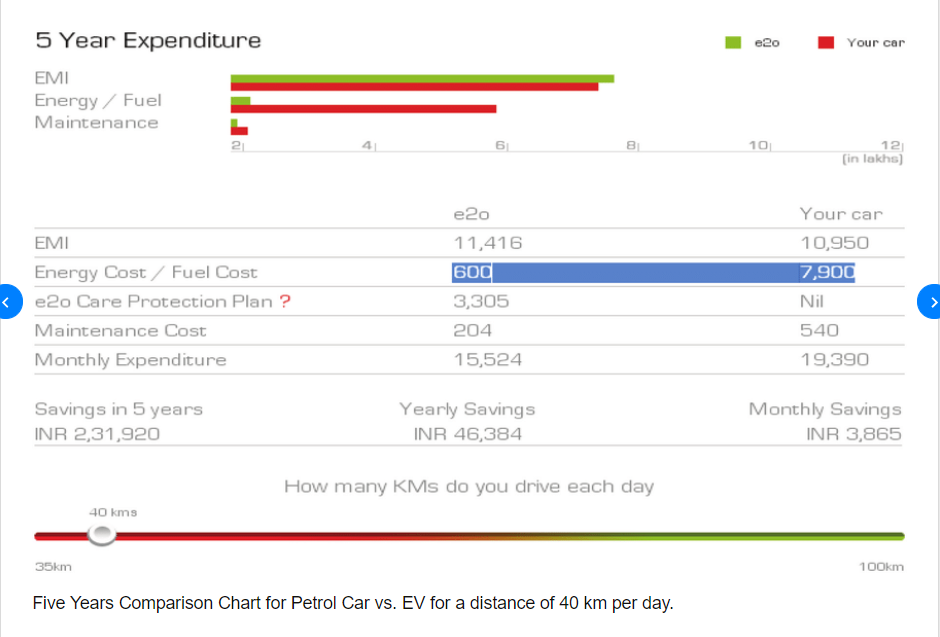 5 Year Expenditure
e2o Your car
EMI
Energy / Fuel
Maintenance
2 4 6 8 10 12
(in lakhs)
e2o Your car
EMI 11,416 10,950
Energy Cost / Fuel Cost 600 7,900
e2o Care Protection Plan ? 3,305 Nil
Maintenance Cost 204 540
Monthly Expenditure 15,524 19,390
Savings in 5 years Yearly Savings Monthly Savings
INR 2,31,920 INR 46,384 INR 3,865
How many KMs do you drive each day
40 kms
35km 100km
Five Years Comparison Chart for Petrol Car vs. EV for a distance of 40 km per day.